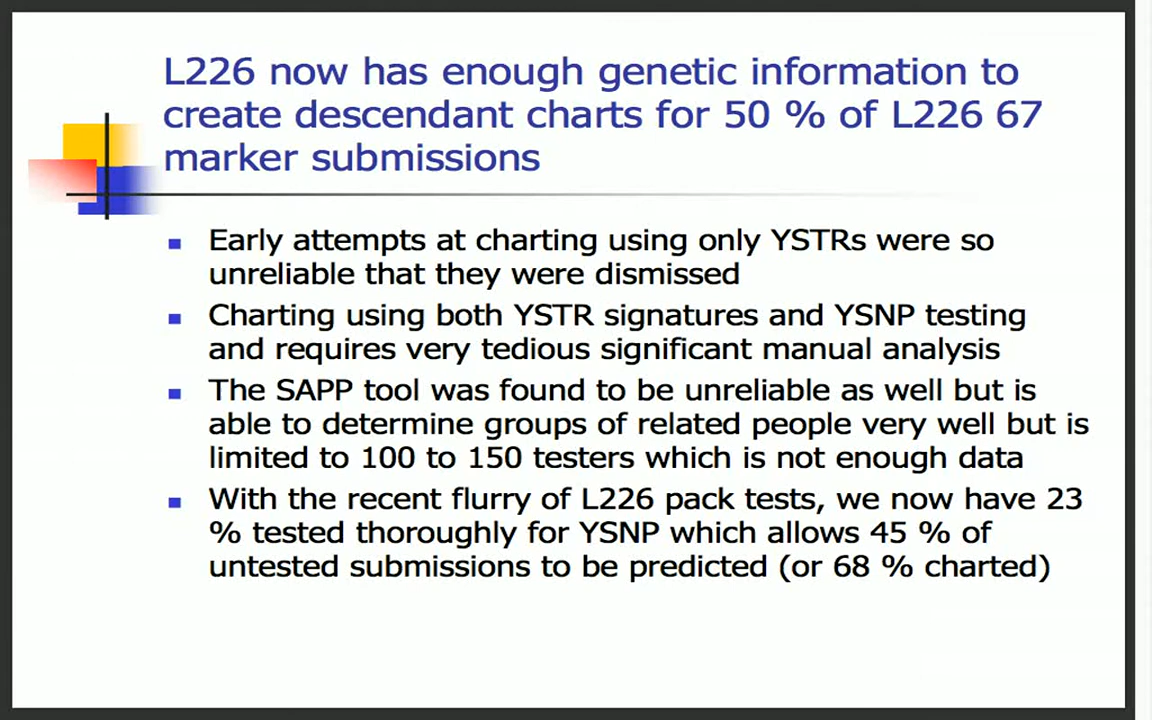 L226 now has enough genetic information to
create descendant charts for 50 % of L226 67
marker submissions
Early attempts at charting using only YSTRs were so
unreliable that they were dismissed
Charting using both YSTR signatures and YSNP testing
and requires very tedious significant manual analysis
The SAPP tool was found to be unreliable as well but is
able to determine groups of related people very well but is
limited to 100 to 150 testers which is not enough data
With the recent flurry of L226 pack tests, we now have 23
% tested thoroughly for YSNP which allows 45 % of
untested submissions to be predicted (or 68 % charted)